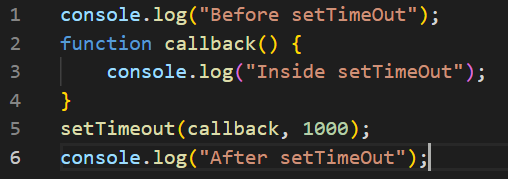 1 console.log("Before setTimeOut");
2 function callback() {
3 console.log("Inside setTimeOut");
4 }
5 setTimeout(callback, 1000);
6 console.log("After setTimeOut");